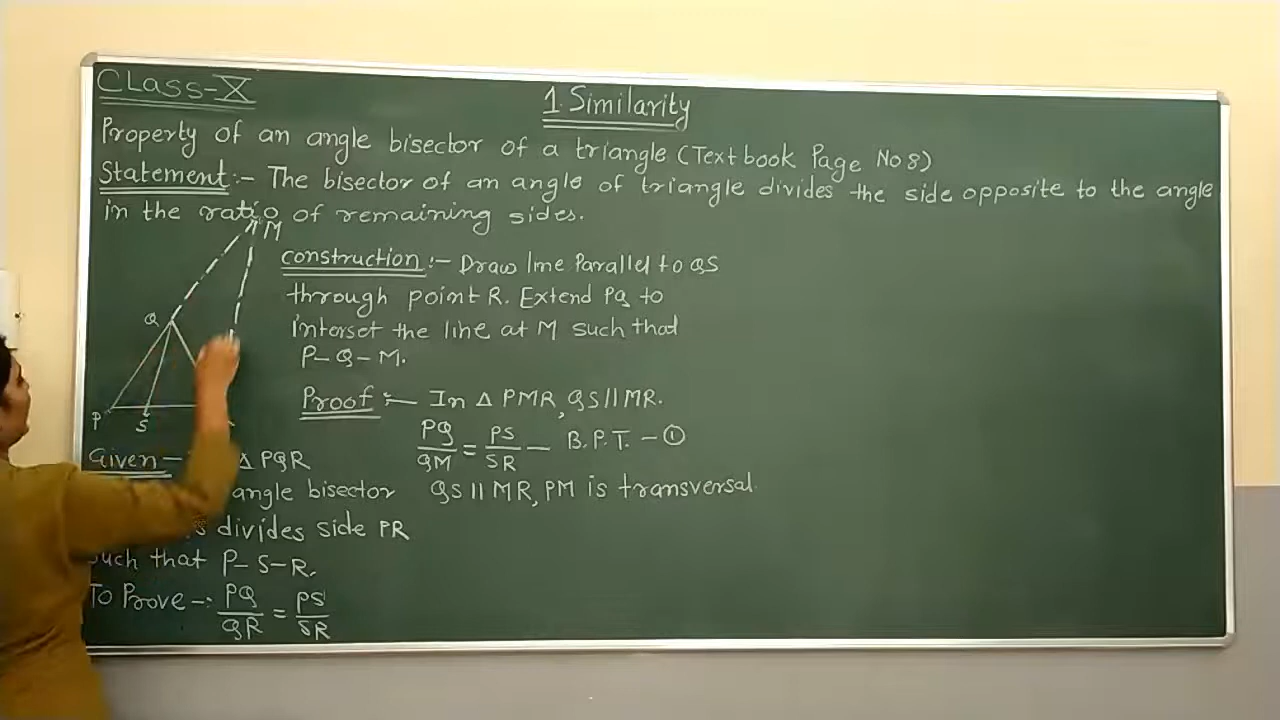 CLASS-X
1. Similarity
Property of an angle bisector of a triangle (Textbook Page No 8)
Statement:- The bisector of an angle of triangle divides the side opposite to the angle
in the ratio of remaining sides.
M
Q
P S
construction:- Draw line Parallel to QS
through point R. Extend PQ to
interset the line at M such that
P-Q-M.
Proof:- In △ PMR, QS || MR.
PQ/QM = PS/SR - B.P.T. - ①
QS || MR, PM is transversal
Given- △ PQR
angle bisector
divides side PR
such that P-S-R.
To Prove-: PQ/QR = PS/SR